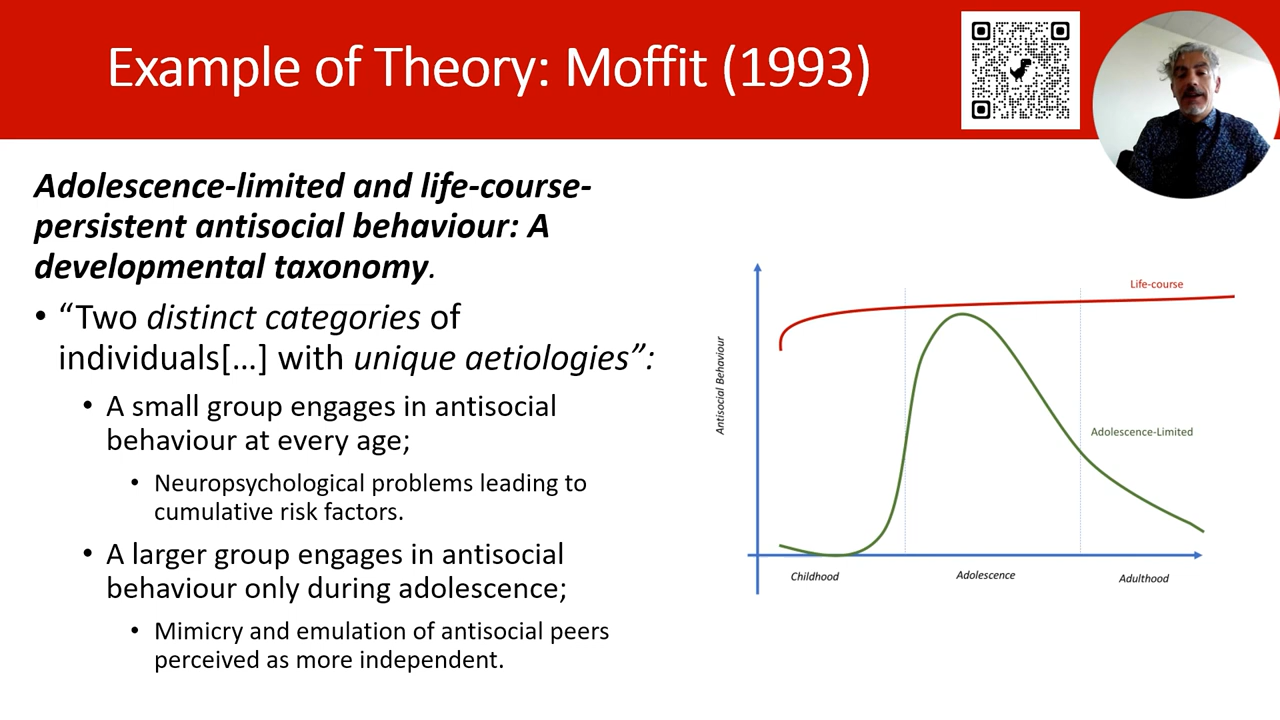 Example of Theory: Moffit (1993)
Adolescence-limited and life-course-
persistent antisocial behaviour: A
developmental taxonomy.
• “Two distinct categories of
individuals[…] with unique aetiologies”:
• A small group engages in antisocial
behaviour at every age;
• Neuropsychological problems leading to
cumulative risk factors.
• A larger group engages in antisocial
behaviour only during adolescence;
• Mimicry and emulation of antisocial peers
perceived as more independent.
Life-course
Antisocial Behaviour
Adolescence-Limited
Childhood
Adolescence
Adulthood